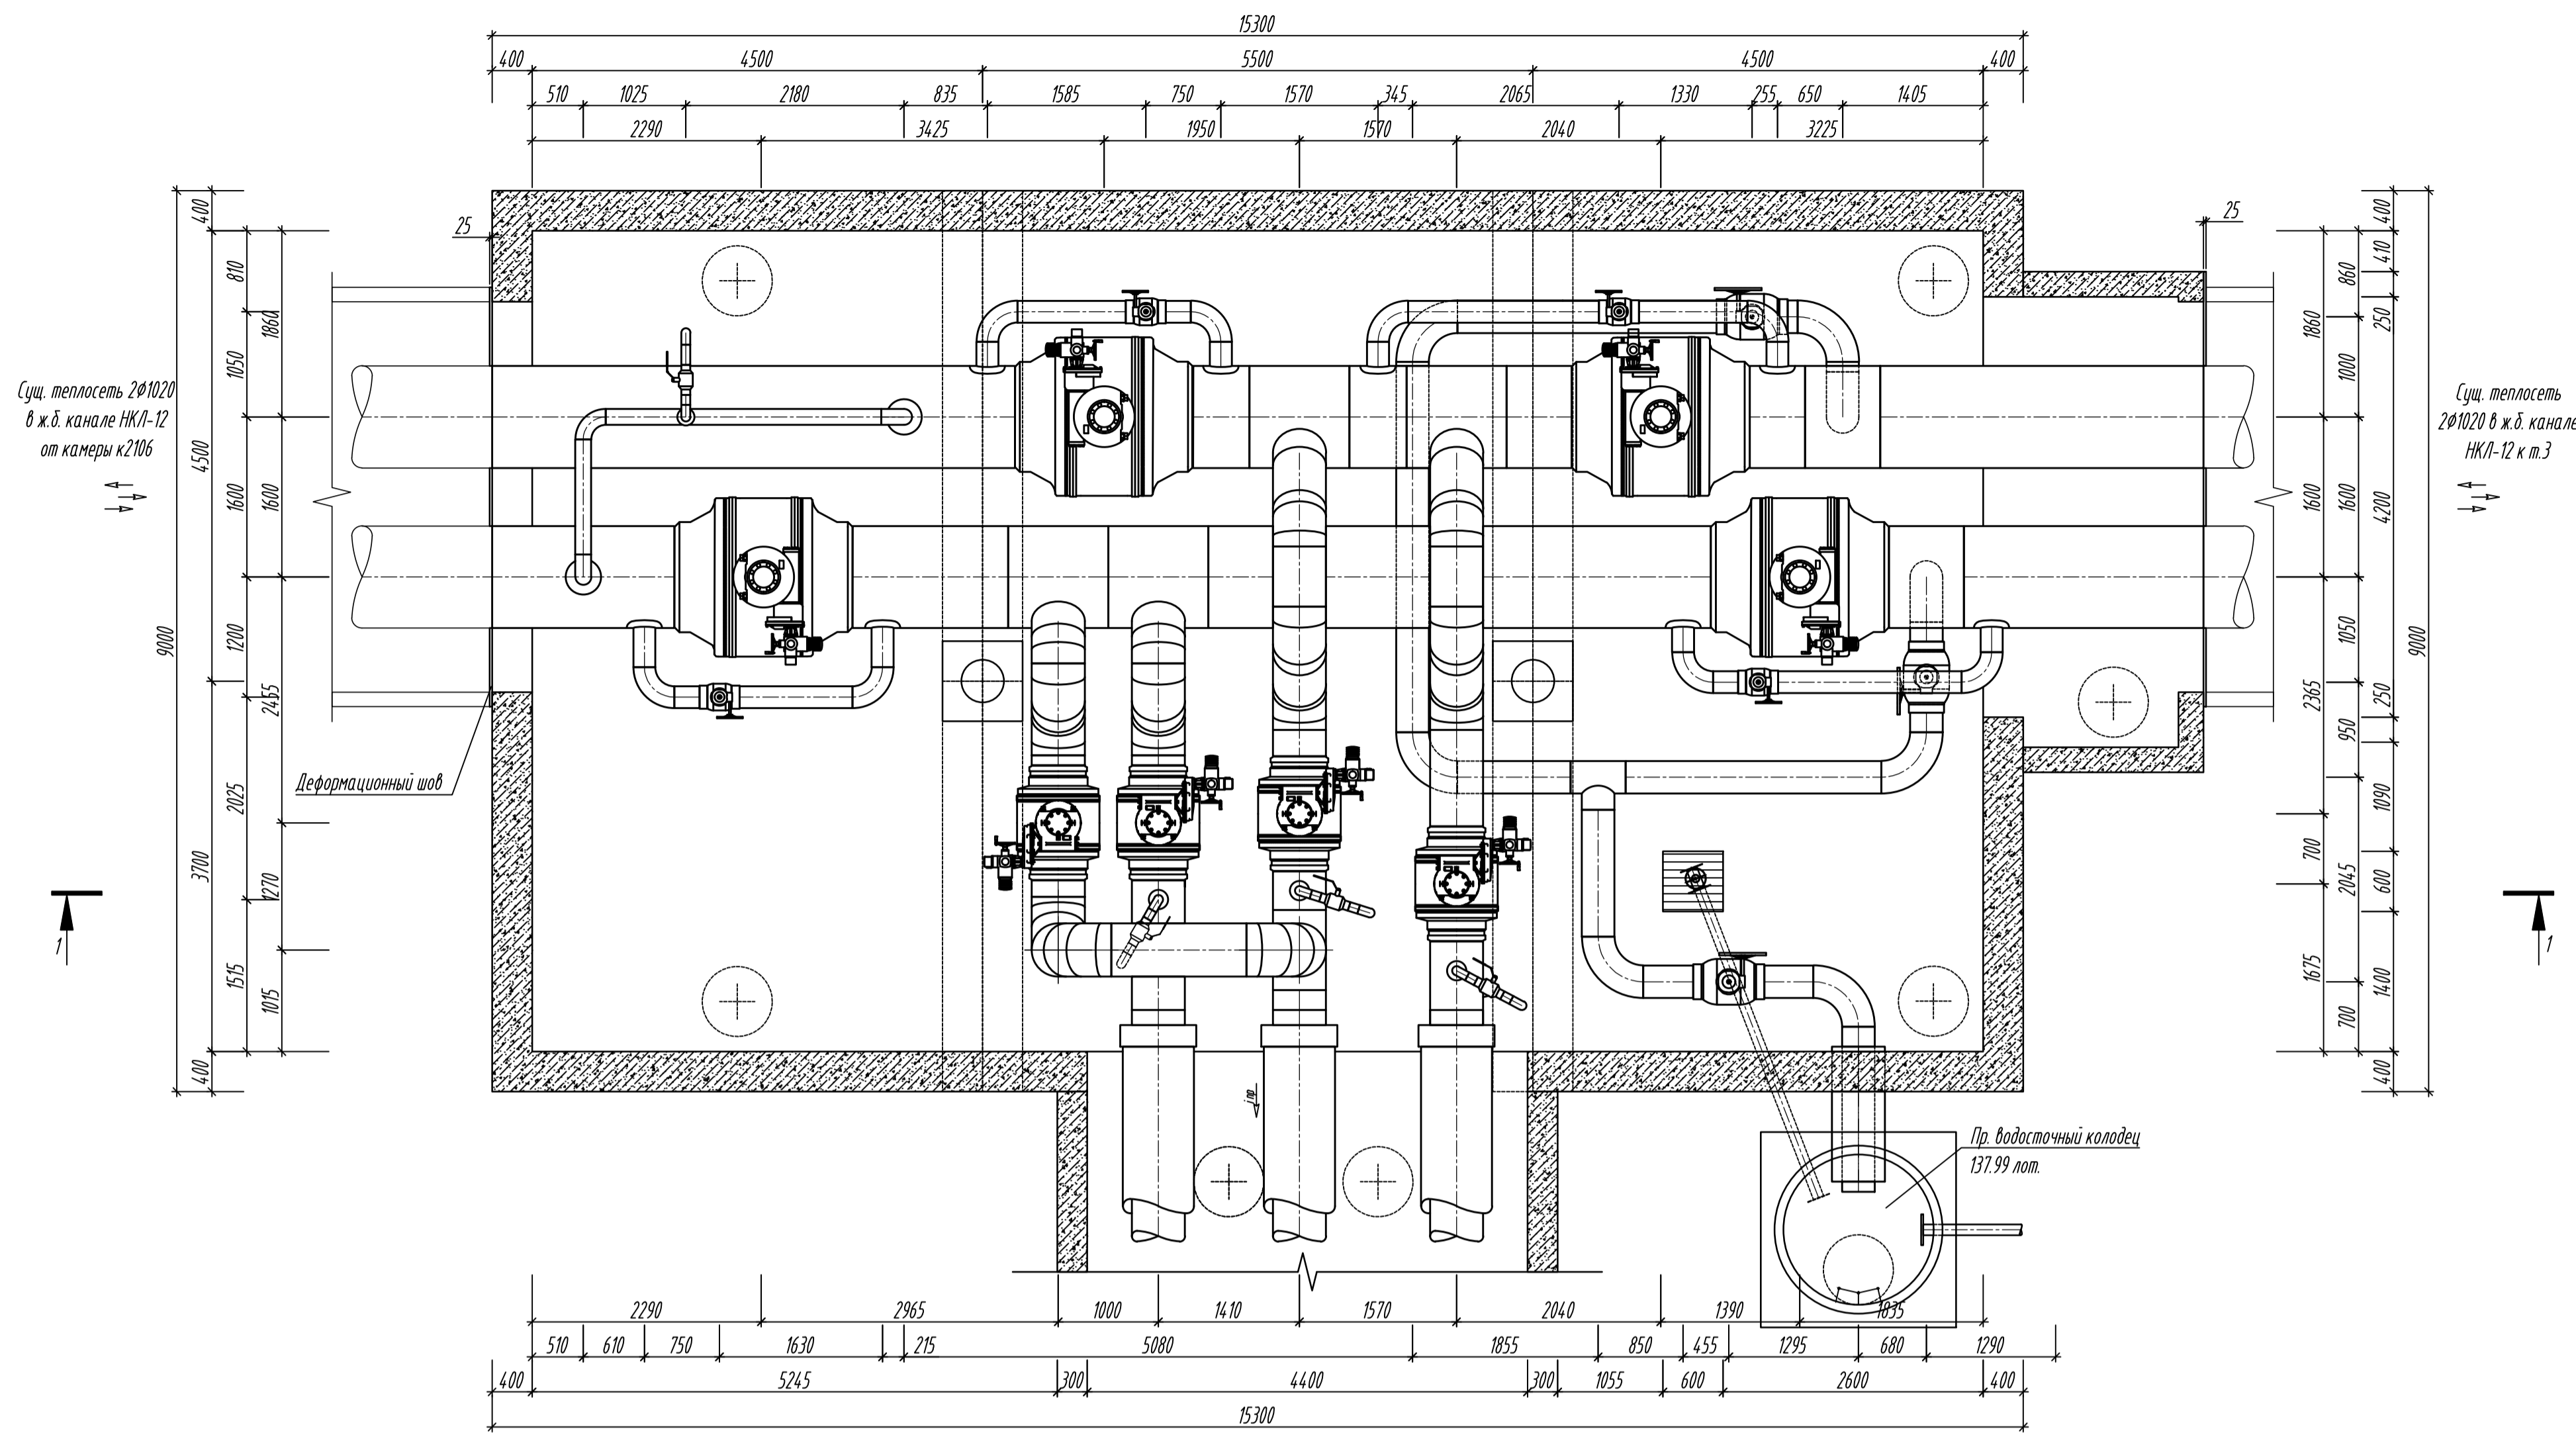 15300
400 4500 5500 4500 400
510 1025 2180 835 1585 750 1570 345 2065 1330 255 650 1405
2290 3425 1950 1570 2040 3225
25
25
Сущ. теплосеть 2Ø1020
в ж.б. канале НКЛ-12
от камеры к2106
Сущ. теплосеть
2Ø1020 в ж.б. канале
НКЛ-12 к т.3
9000
400 4500 3700 400
810 1050 1600 1200 2025 1515
1860 1600 2455 1270 1015
1860 1600 2365 700 1675
860 1000 1600 1050 950 2045 700
400 410 250 4200 250 1090 600 1400 400
9000
Деформационный шов
1
1
iпр
Пр. водосточный колодец
137.99 лот.
2290 2965 1000 1410 1570 2040 1390 1835
510 610 750 1630 215 5080 1855 850 455 1295 680 1290
400 5245 300 4400 300 1055 600 2600 400
15300